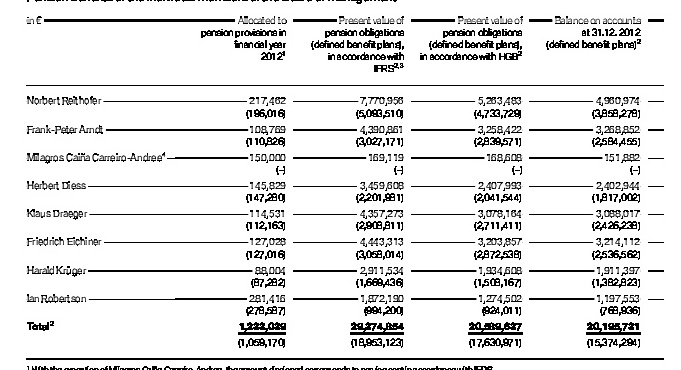 in € Allocated to Present value of Present value of Balance on accounts
pension provisions in pension obligations pension obligations at 31.12. 2012
financial year (defined benefit plans), (defined benefit plans), (defined benefit plans)²
2012¹ in accordance with in accordance with HGB²
IFRS²,³
Norbert Reithofer 217,462 7,770,956 5,263,483 4,960,974
(196,016) (5,093,510) (4,733,729) (3,858,278)
Frank-Peter Arndt 108,769 4,390,861 3,258,422 3,268,852
(110,826) (3,027,171) (2,839,571) (2,584,455)
Milagros Caiña Carreiro-Andree⁴ 150,000 169,119 168,608 151,882
(–) (–) (–) (–)
Herbert Diess 145,829 3,459,608 2,407,993 2,402,944
(147,280) (2,201,981) (2,041,544) (1,817,002)
Klaus Draeger 114,531 4,357,273 3,078,164 3,088,017
(112,163) (2,908,811) (2,711,411) (2,426,238)
Friedrich Eichiner 127,028 4,443,313 3,203,857 3,214,112
(127,016) (3,058,014) (2,872,538) (2,536,562)
Harald Krüger 88,004 2,911,534 1,934,608 1,911,397
(87,282) (1,669,436) (1,508,167) (1,382,823)
Ian Robertson 281,416 1,872,190 1,274,502 1,197,553
(278,587) (994,200) (924,011) (768,936)
Total² 1,233,039 29,374,854 20,589,637 20,195,731
(1,059,170) (18,953,123) (17,630,971) (15,374,294)